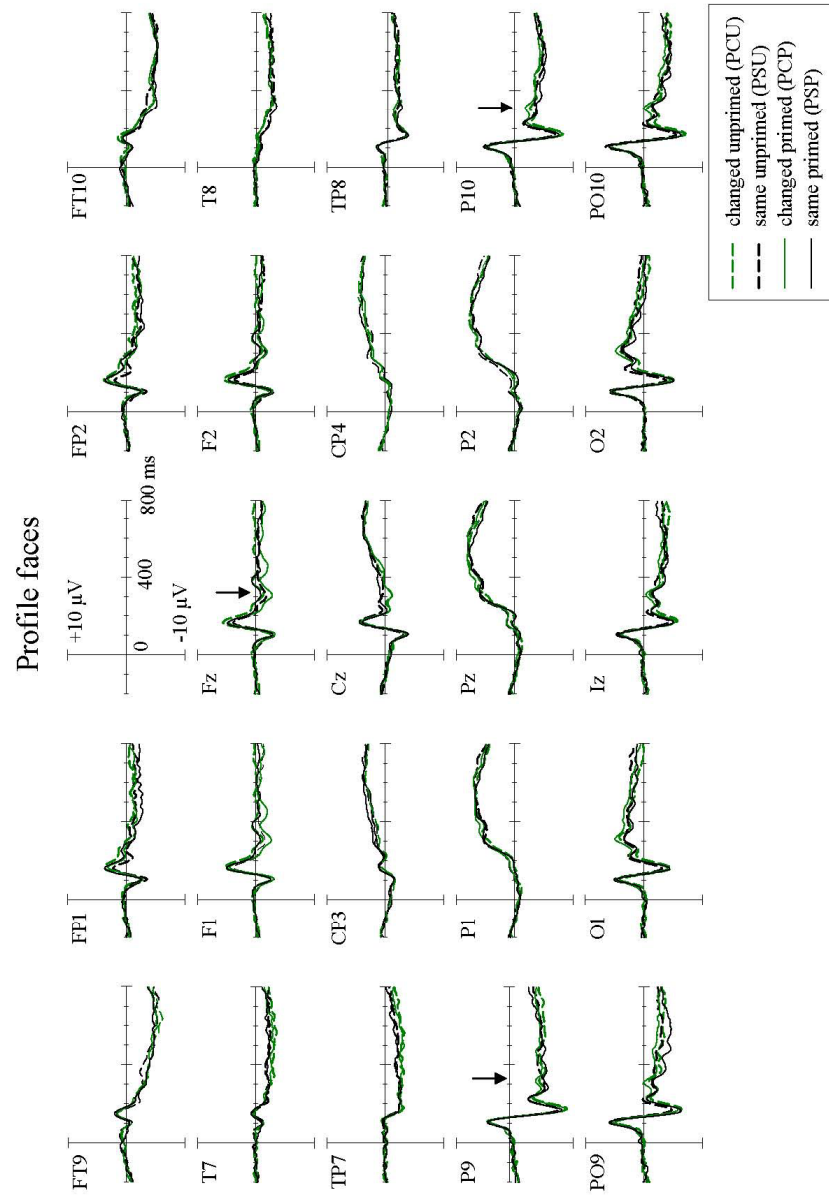 Profile faces
+10 µV
-10 µV
0 400 800 ms
FT9 FP1 FP2 FT10
T7 F1 Fz F2 T8
TP7 CP3 Cz CP4 TP8
P9 P1 Pz P2 P10
PO9 O1 Iz O2 PO10
changed unprimed (PCU)
same unprimed (PSU)
changed primed (PCP)
same primed (PSP)